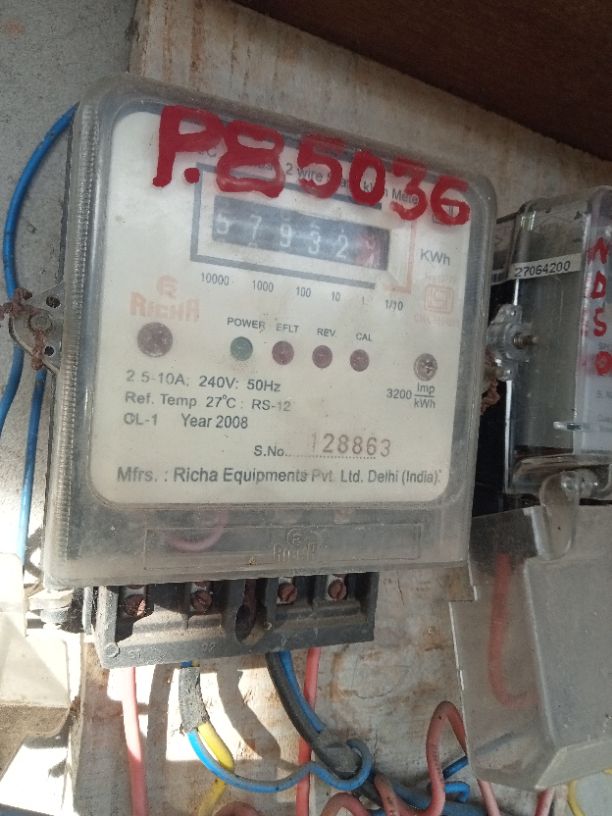 P.85036
2 Wire
57932
KWh
10000 1000 100 10 1 1/10
RICHA
POWER EFLT REV. CAL
2.5-10A; 240V: 50Hz
Ref. Temp 27°C : RS-12
CL-1 Year 2008
3200 Imp/kWh
S.No.. 128863
Mfrs. : Richa Equipments Pvt. Ltd. Delhi (India).
27064200